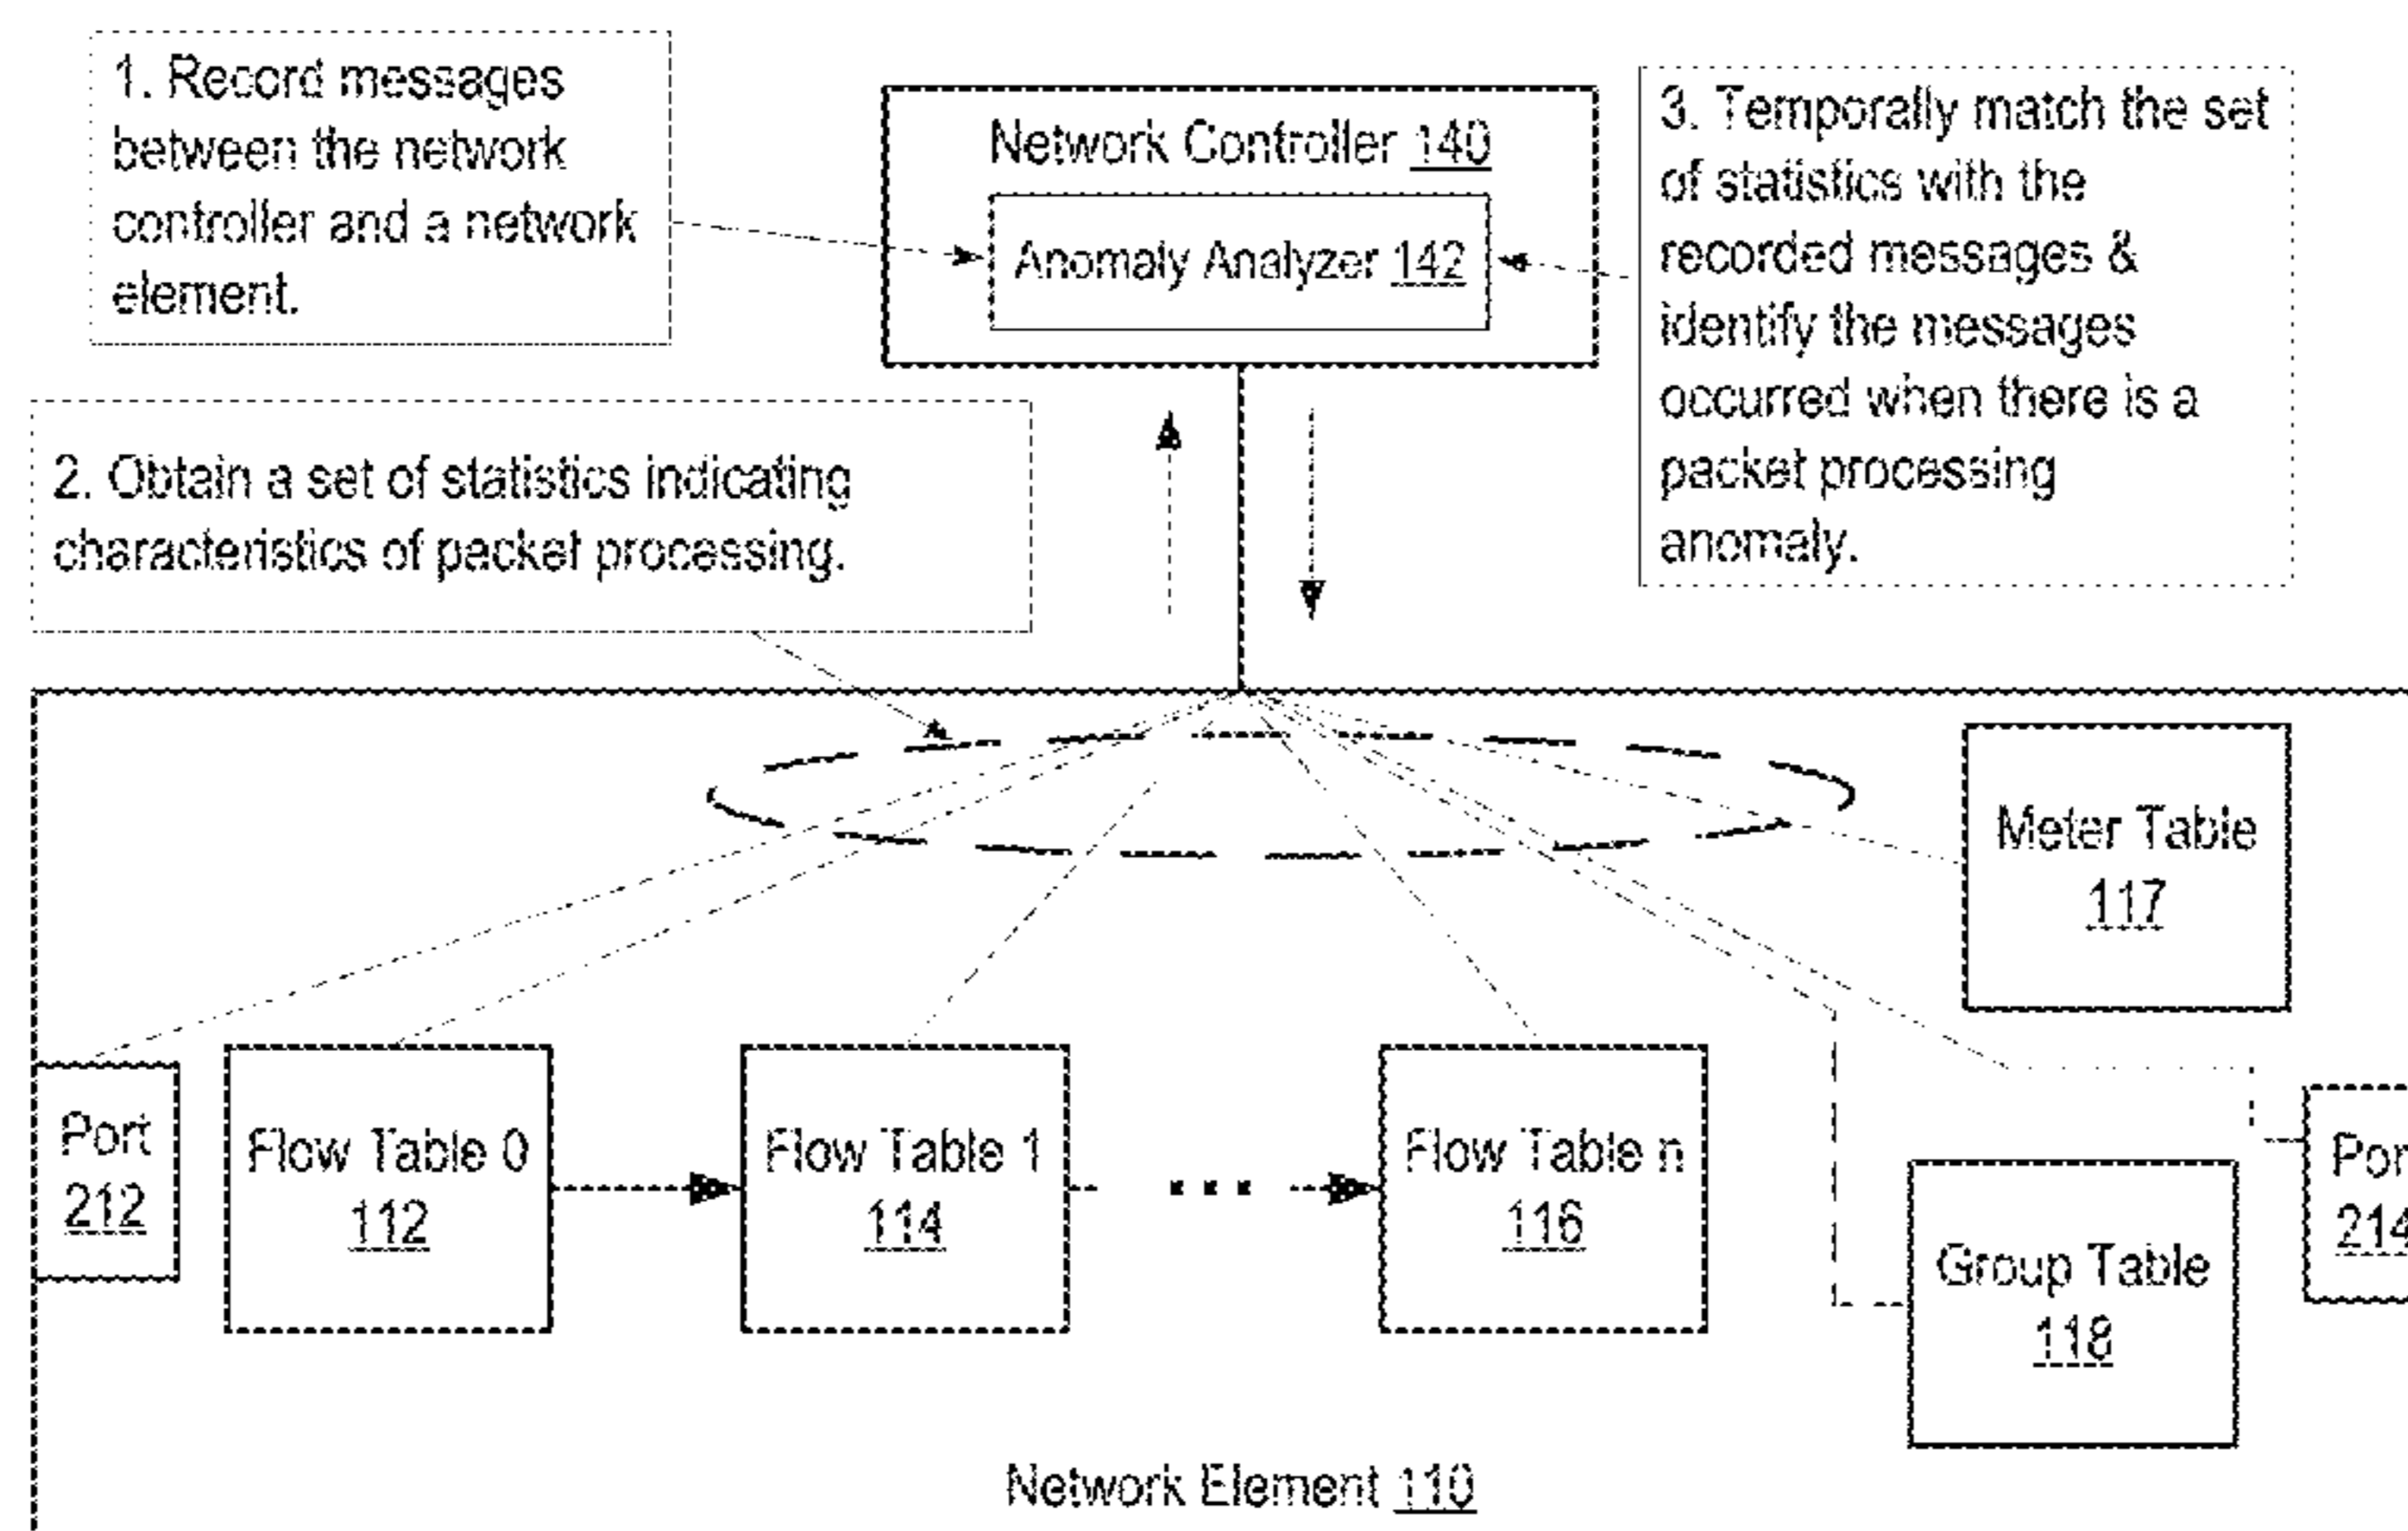 1. Record messages
between the network
controller and a network
element.
Network Controller 140
Anomaly Analyzer 142
3. Temporally match the set
of statistics with the
recorded messages &
identify the messages
occurred when there is a
packet processing
anomaly.
2. Obtain a set of statistics indicating
characteristics of packet processing.
Meter Table
117
Port
212
Flow Table 0
112
Flow Table 1
114
...
Flow Table n
116
Group Table
118
Por
214
Network Element 110